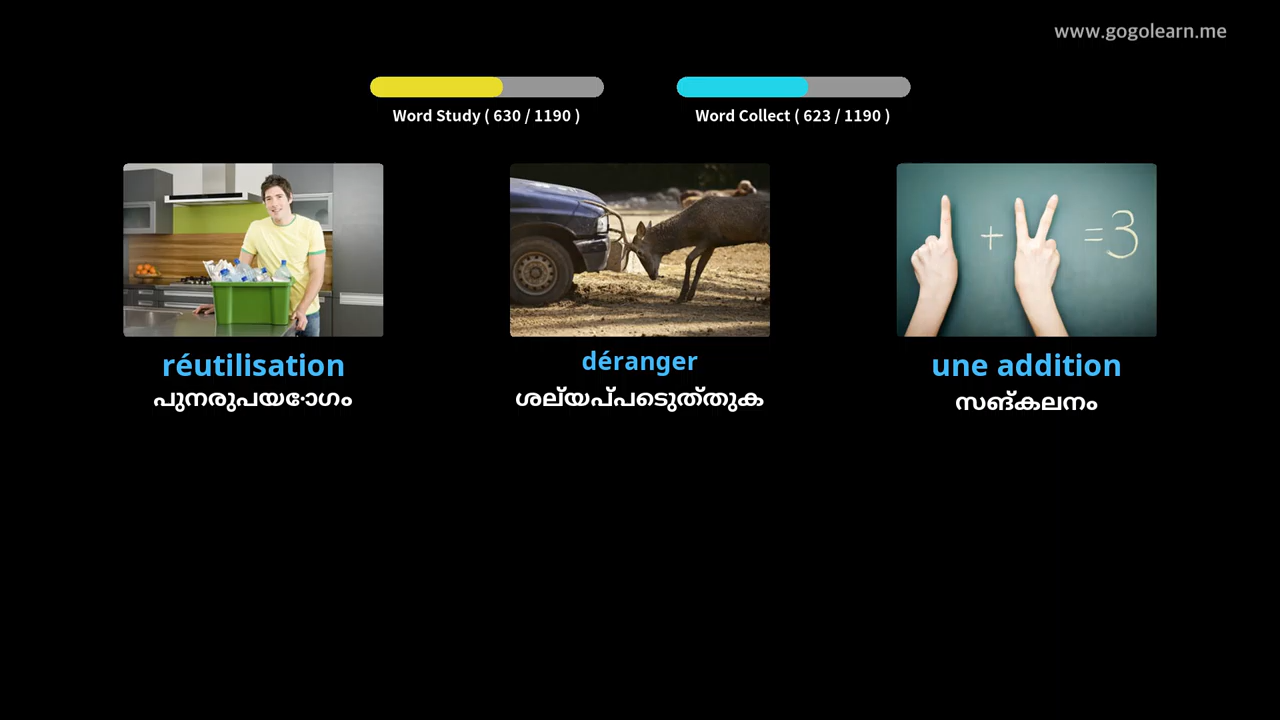 www.gogolearn.me
Word Study ( 630 / 1190 )
Word Collect ( 623 / 1190 )
+ =3
réutilisation
déranger
une addition
പുനരുപയോഗം
ശല്യപ്പടെുത്തുക
സങ്കലനം